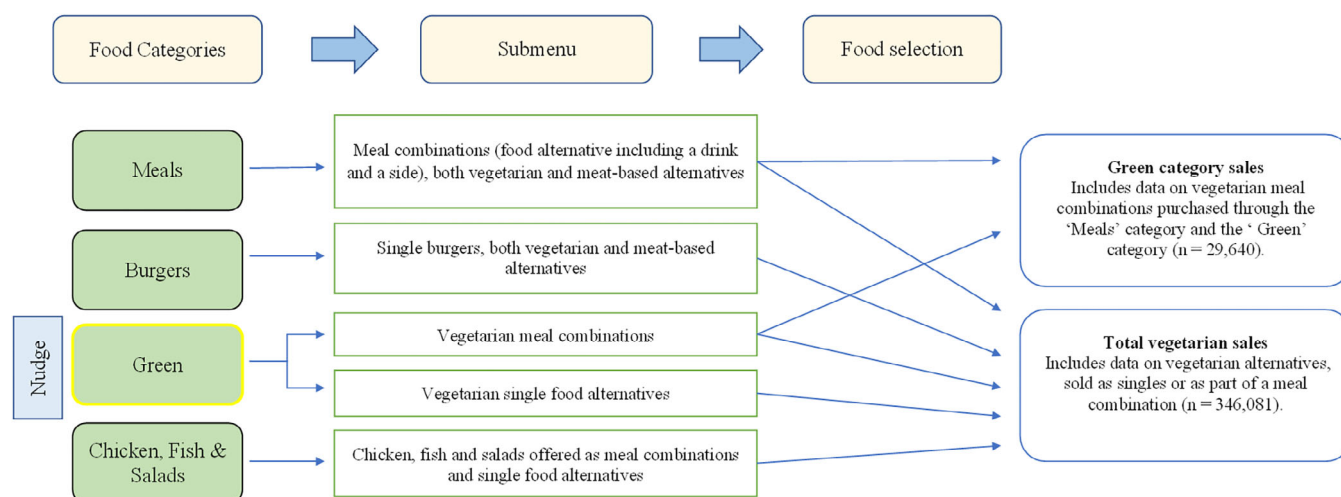 Food Categories
Submenu
Food selection
Meals
Meal combinations (food alternative including a drink
and a side), both vegetarian and meat-based alternatives
Green category sales
Includes data on vegetarian meal
combinations purchased through the
‘Meals’ category and the ‘ Green’
category (n = 29,640).
Burgers
Single burgers, both vegetarian and meat-based
alternatives
Nudge
Green
Vegetarian meal combinations
Vegetarian single food alternatives
Total vegetarian sales
Includes data on vegetarian alternatives,
sold as singles or as part of a meal
combination (n = 346,081).
Chicken, Fish &
Salads
Chicken, fish and salads offered as meal combinations
and single food alternatives